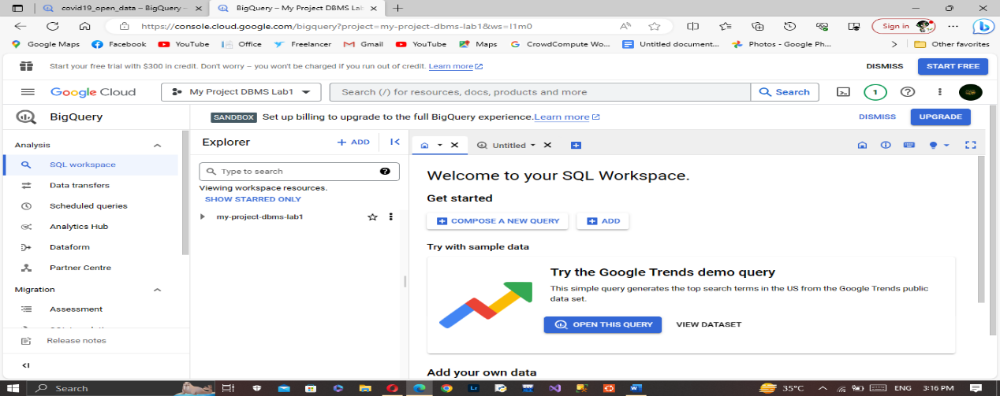 covid19_open_data – BigQuery –
BigQuery – My Project DBMS Lab
https://console.cloud.google.com/bigquery?project=my-project-dbms-lab1&ws=!1m0
Sign in
Google Maps Facebook YouTube Office Freelancer Gmail YouTube Maps CrowdCompute Wo... Untitled document... Photos - Google Ph... Other favorites
Start your free trial with $300 in credit. Don't worry – you won't be charged if you run out of credit. Learn more
DISMISS START FREE
Google Cloud My Project DBMS Lab1 Search (/) for resources, docs, products and more Search 1
BigQuery
SANDBOX Set up billing to upgrade to the full BigQuery experience. Learn more DISMISS UPGRADE
Analysis
SQL workspace
Data transfers
Scheduled queries
Analytics Hub
Dataform
Partner Centre
Migration
Assessment
Release notes
Explorer + ADD
Type to search
Viewing workspace resources.
SHOW STARRED ONLY
my-project-dbms-lab1
Untitled
Welcome to your SQL Workspace.
Get started
COMPOSE A NEW QUERY ADD
Try with sample data
Try the Google Trends demo query
This simple query generates the top search terms in the US from the Google Trends public
data set.
OPEN THIS QUERY VIEW DATASET
Add your own data
Search 35°C ENG 3:16 PM